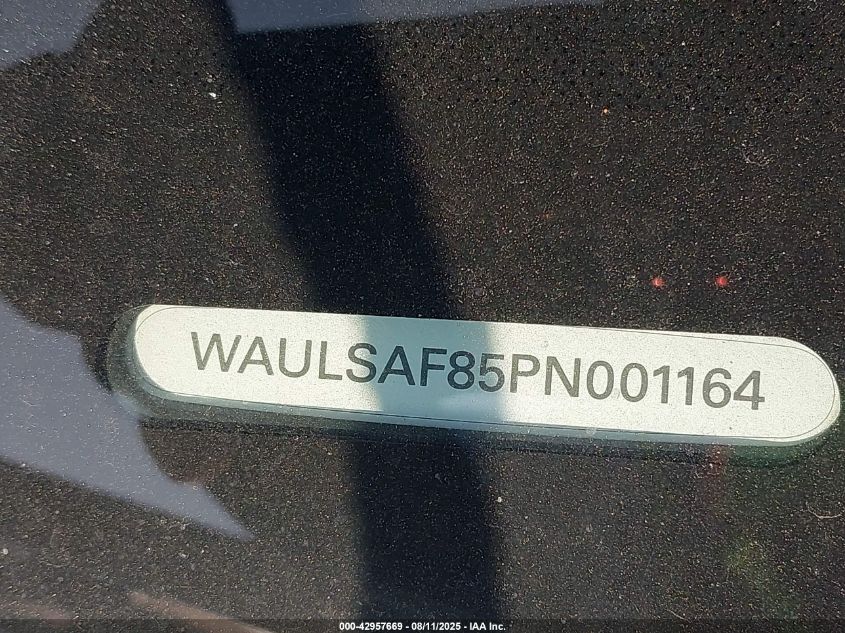 WAULSAF85PN001164
000-42957669 - 08/11/2025 - IAA Inc.